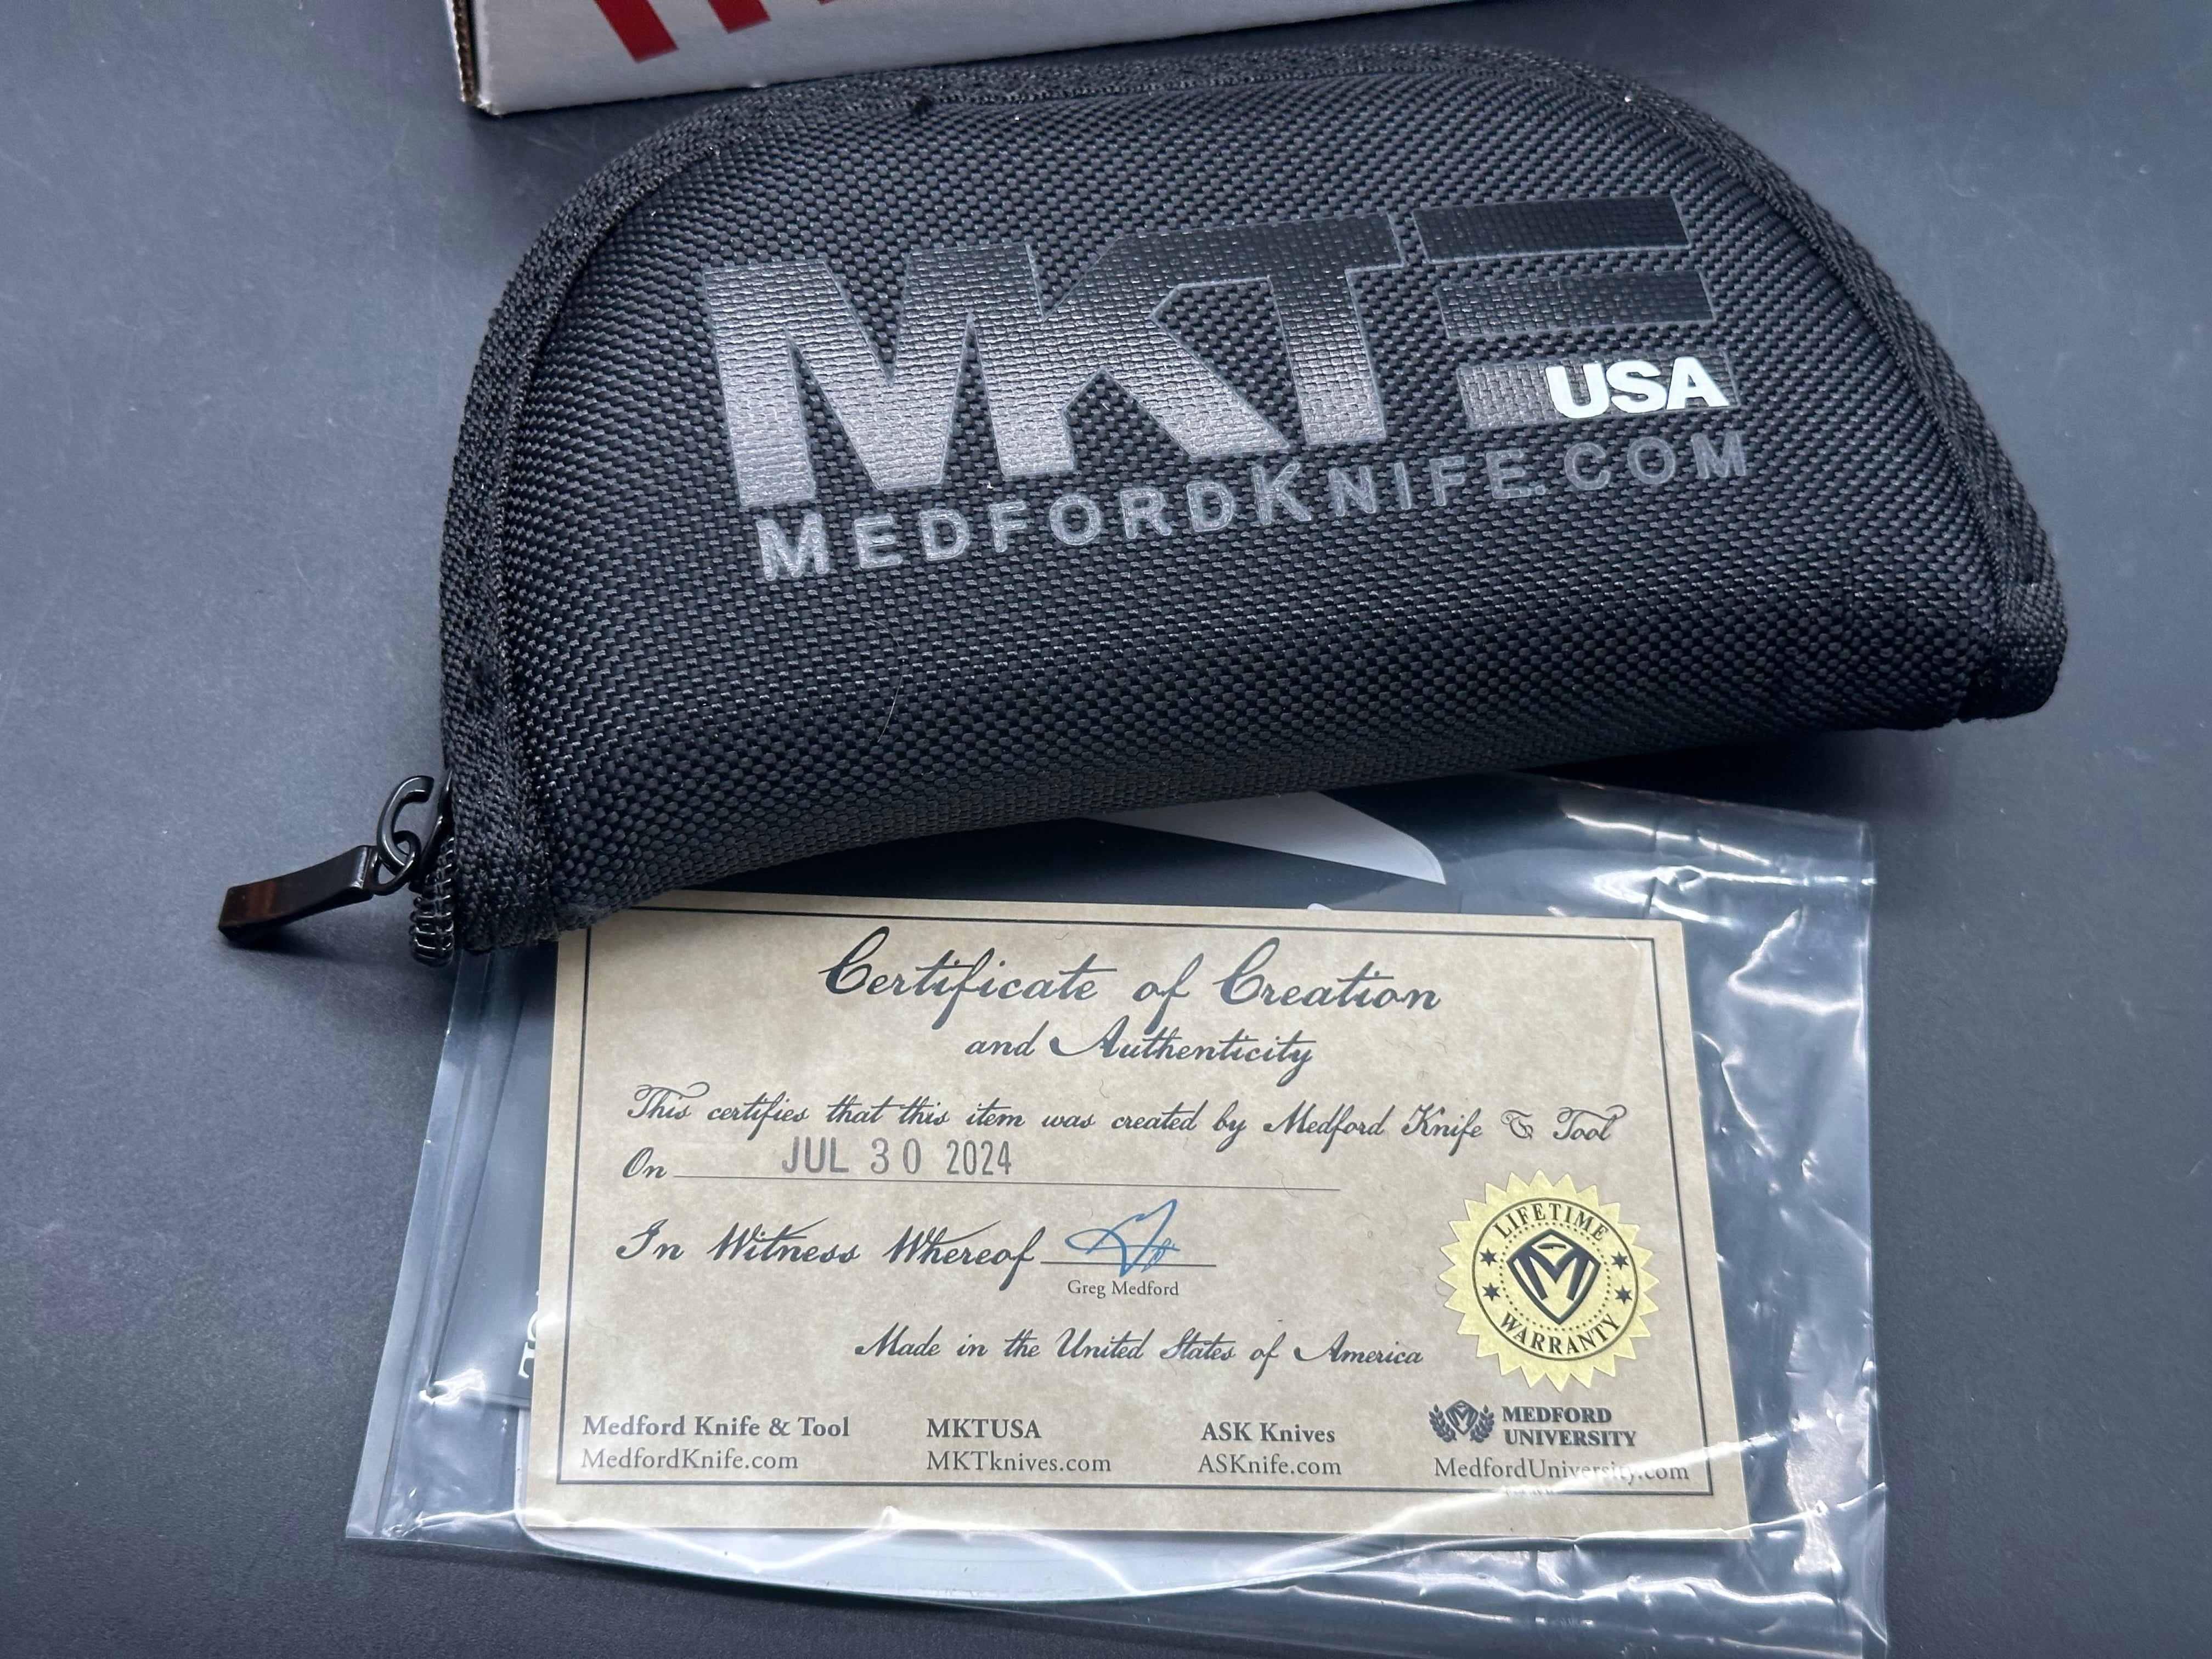 MKT
USA
MEDFORDKNIFE.COM
Certificate of Creation
and Authenticity
This certifies that this item was created by Medford Knife & Tool
On JUL 30 2024
In Witness Whereof
Greg Medford
Made in the United States of America
LIFETIME
M
WARRANTY
Medford Knife & Tool
MedfordKnife.com
MKTUSA
MKTknives.com
ASK Knives
ASKnife.com
MEDFORD
UNIVERSITY
MedfordUniversity.com